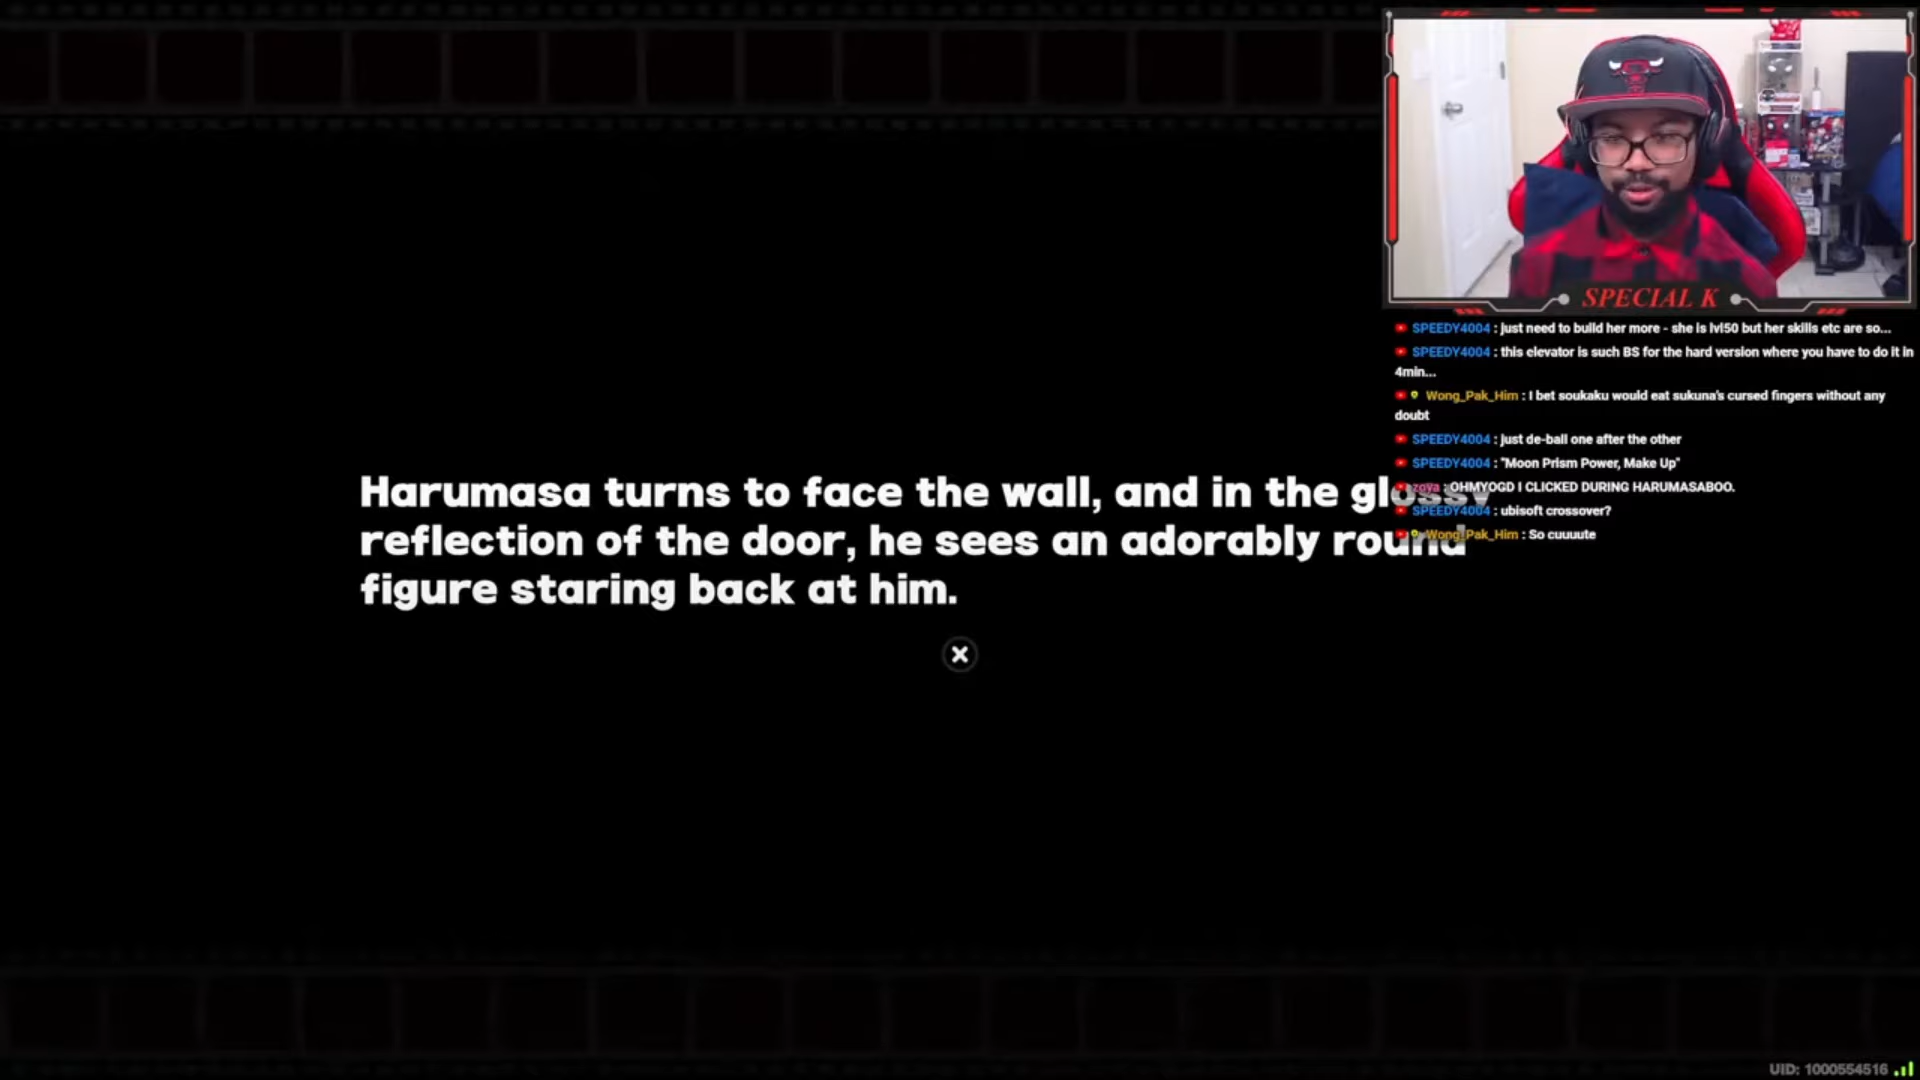 SPECIAL K
SPEEDY4004 : just need to build her more - she is lvl50 but her skills etc are so...
SPEEDY4004 : this elevator is such BS for the hard version where you have to do it in
4min...
Wong_Pak_Him : I bet soukaku would eat sukuna's cursed fingers without any
doubt
SPEEDY4004 : just de-ball one after the other
SPEEDY4004 : "Moon Prism Power, Make Up"
zoya : OHMYOGD I CLICKED DURING HARUMASABOO.
SPEEDY4004 : ubisoft crossover?
Wong_Pak_Him : So cuuuute
Harumasa turns to face the wall, and in the glossy
reflection of the door, he sees an adorably round
figure staring back at him.
UID: 1000554516